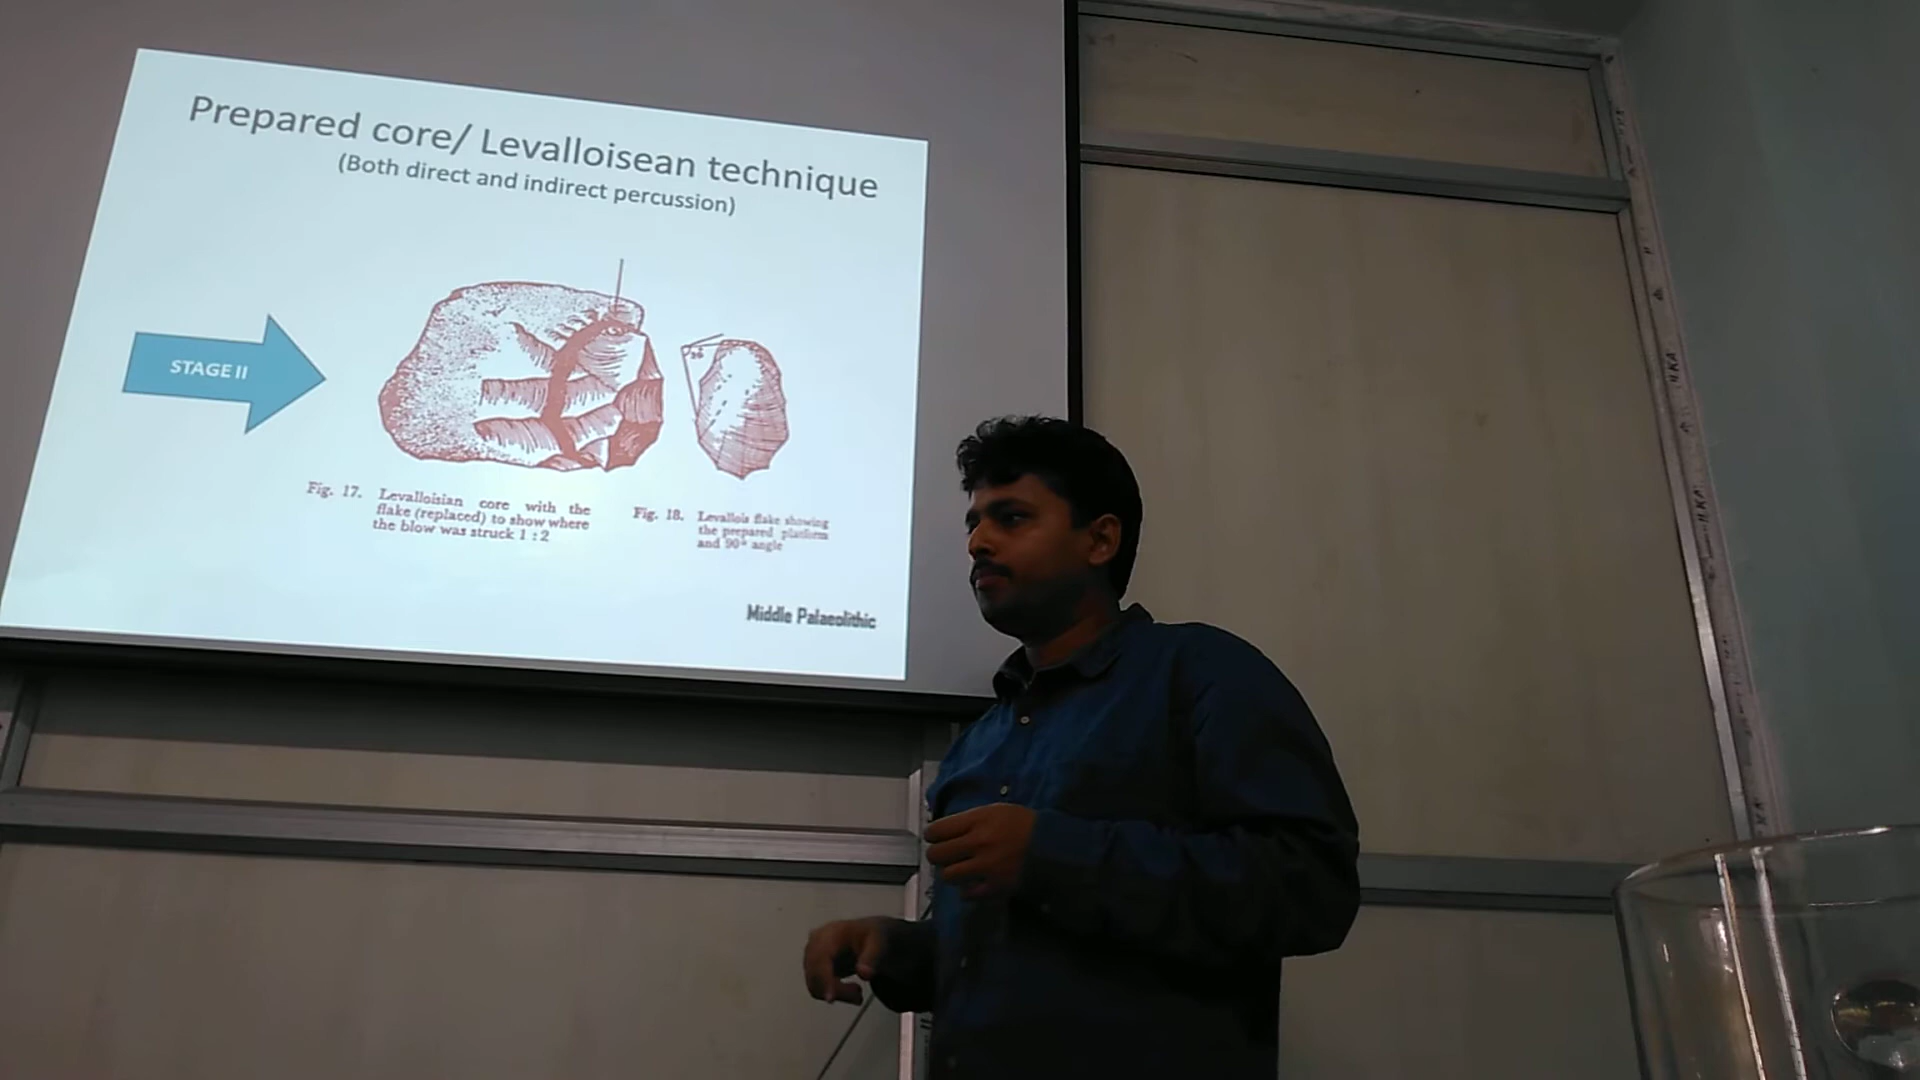 Prepared core/ Levalloisean technique
(Both direct and indirect percussion)
STAGE II
Fig. 17. Levalloisian core with the
flake (replaced) to show where
the blow was struck 1 : 2
Fig. 18. Levallois flake showing
the prepared platform
and 90° angle
Middle Palaeolithic